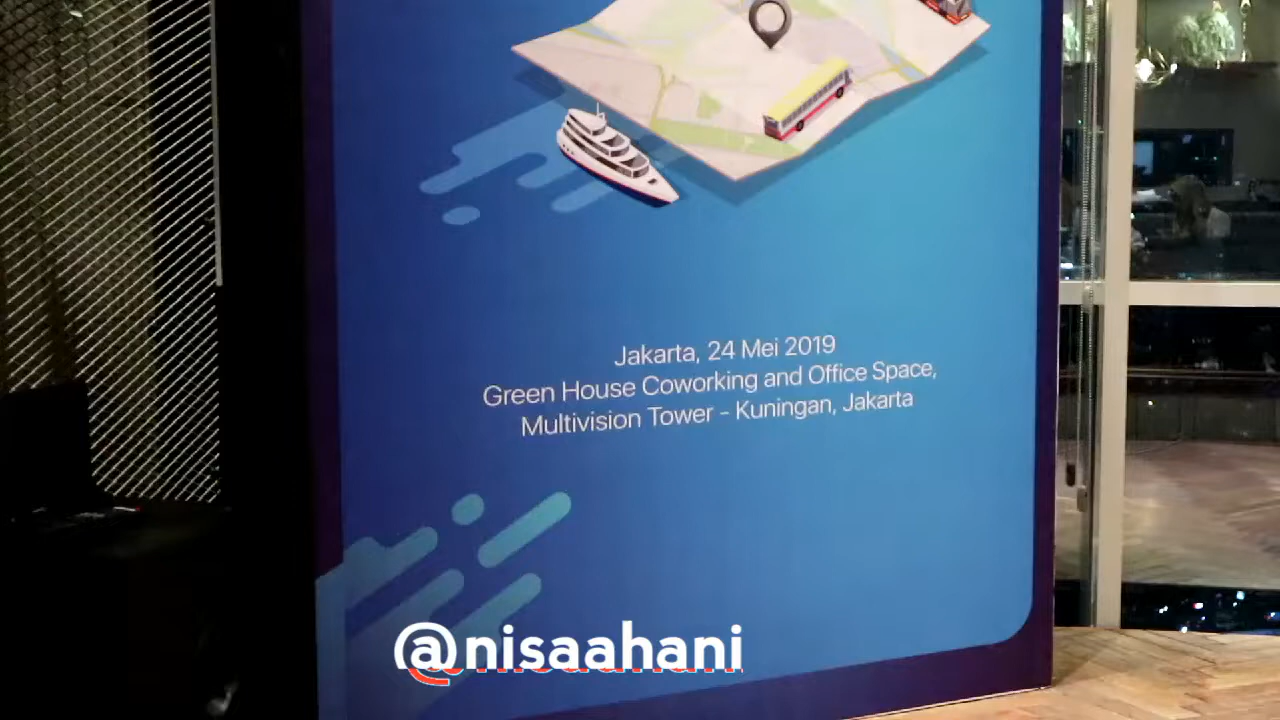 Jakarta, 24 Mei 2019
Green House Coworking and Office Space,
Multivision Tower - Kuningan, Jakarta
@nisaahani